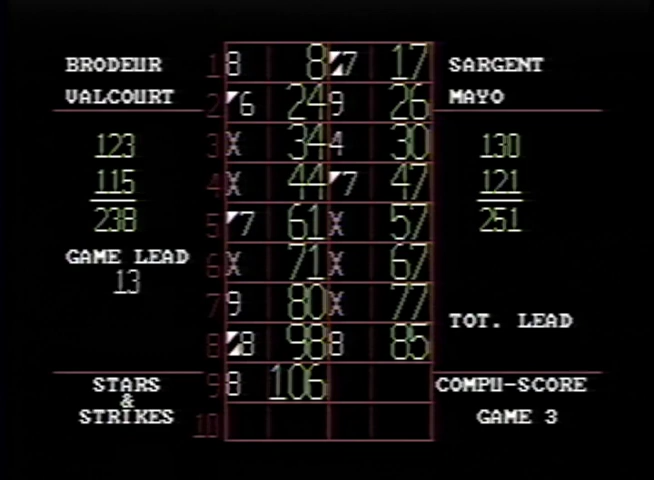 BRODEUR 1 8 8 7 17 SARGENT
VALCOURT 2 6 24 9 26 MAYO
123 3 X 34 4 30 130
115 4 X 44 7 47 121
238 5 7 61 X 57 251
GAME LEAD 6 X 71 X 67
13 7 9 80 X 77
TOT. LEAD
8 8 98 8 85
STARS 9 8 106 COMPU-SCORE
&
STRIKES 10 GAME 3